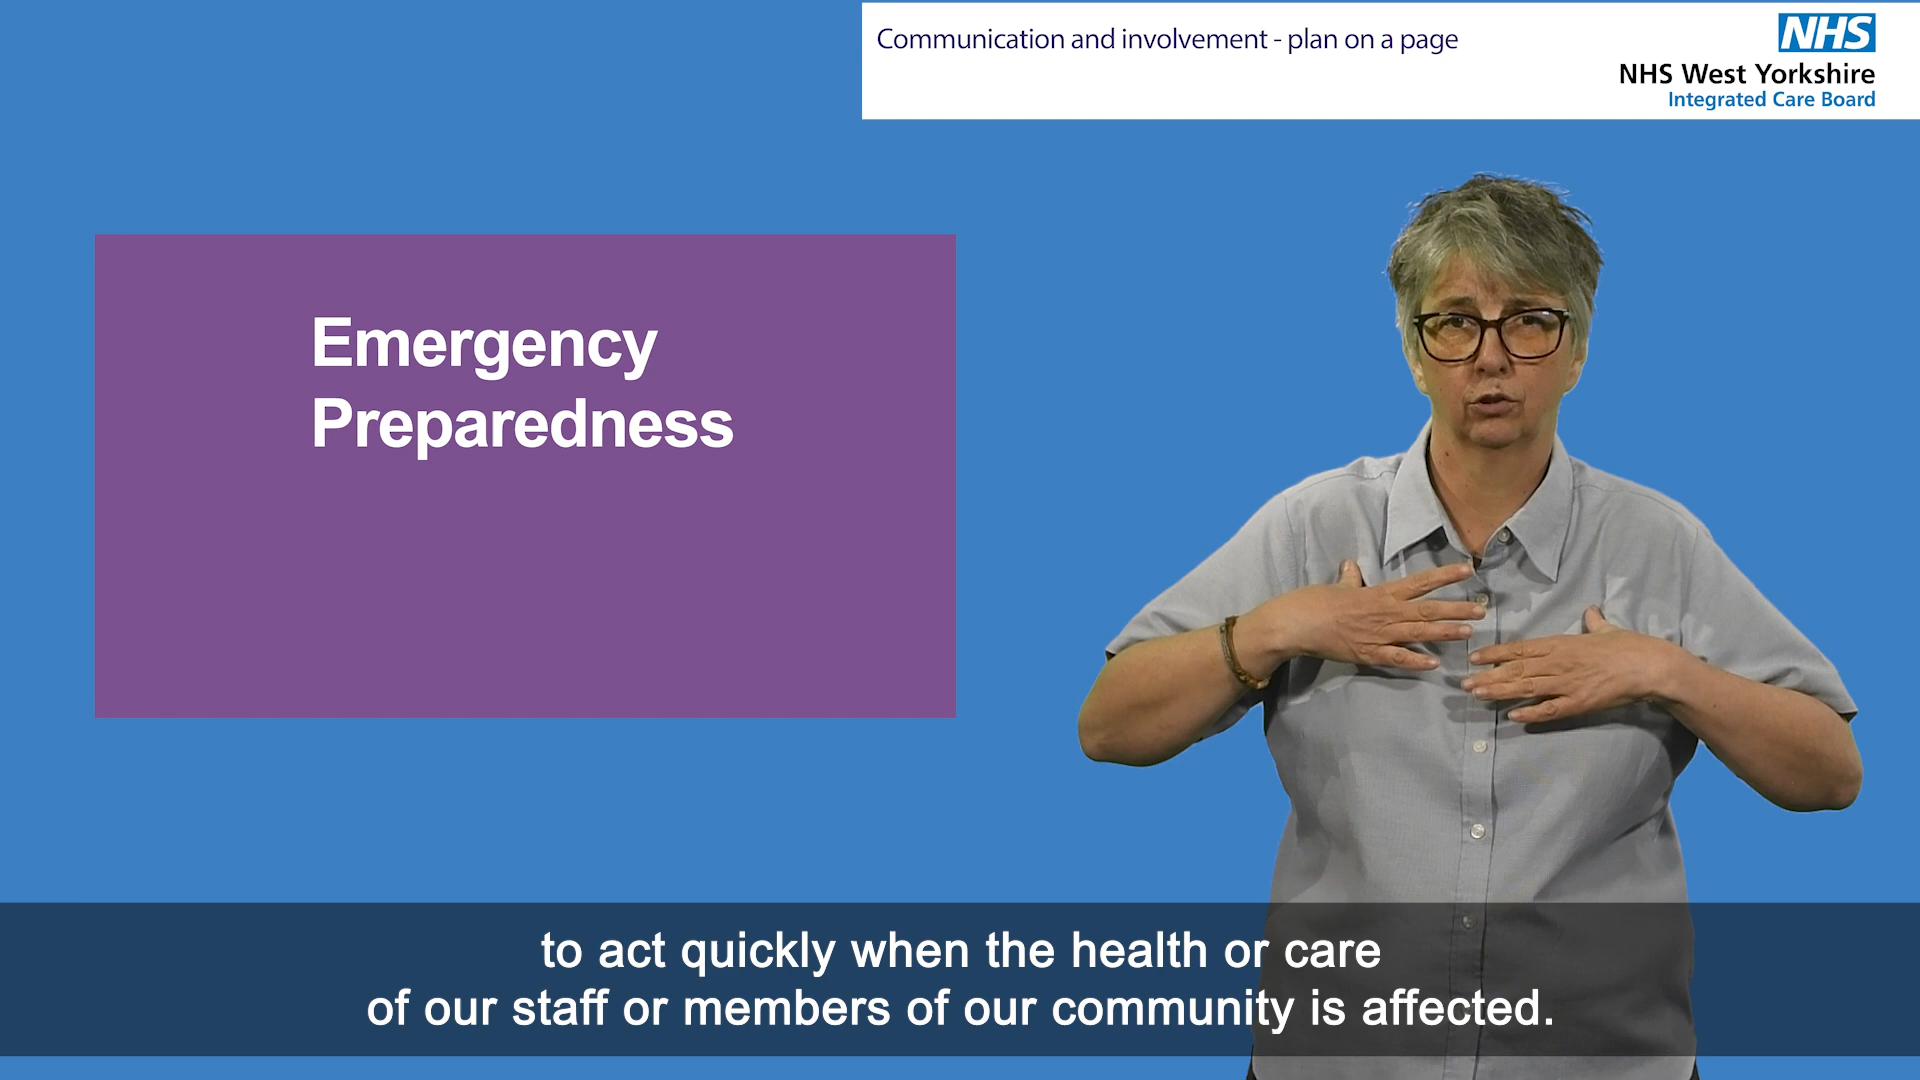 Communication and involvement - plan on a page
NHS
NHS West Yorkshire
Integrated Care Board
Emergency
Preparedness
to act quickly when the health or care
of our staff or members of our community is affected.